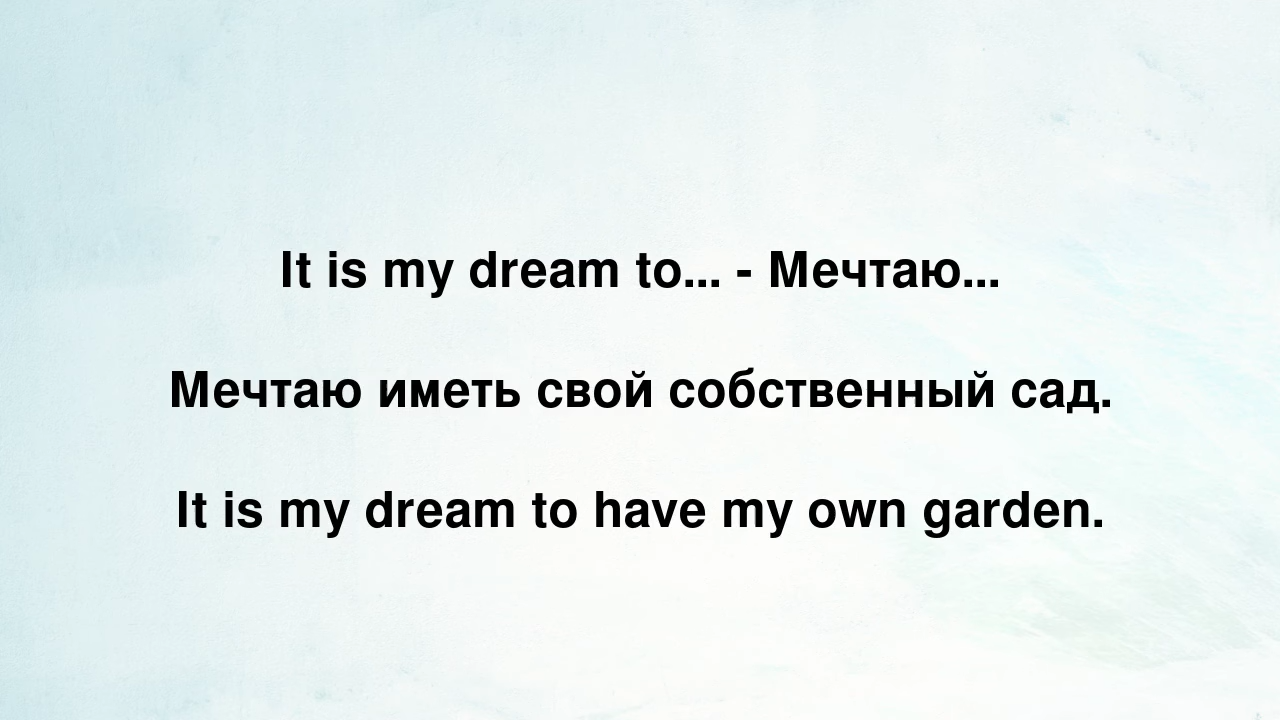 It is my dream to... - Мечтаю...
Мечтаю иметь свой собственный сад.
It is my dream to have my own garden.